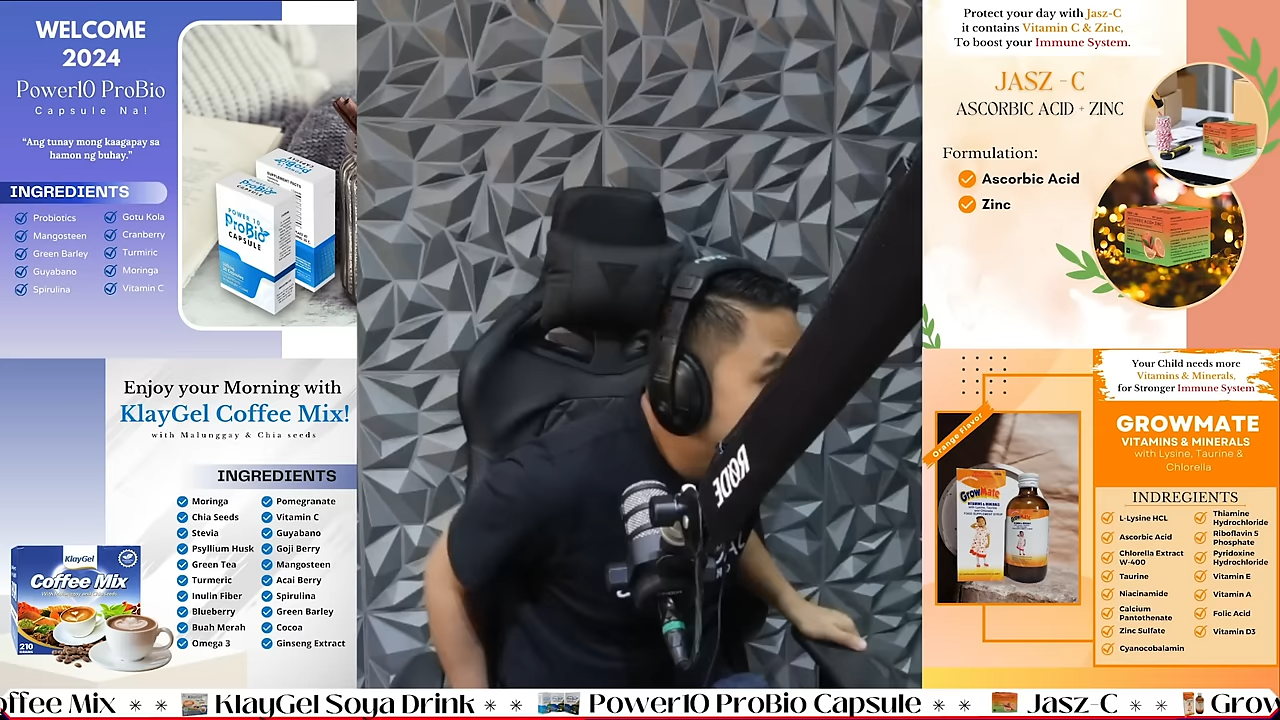 WELCOME
2024
Power10 ProBio
Capsule Na!
“Ang tunay mong kaagapay sa
hamon ng buhay.”
INGREDIENTS
Probiotics
Mangosteen
Green Barley
Guyabano
Spirulina
Gotu Kola
Cranberry
Turmiric
Moringa
Vitamin C
POWER 10
ProBio
CAPSULE
Enjoy your Morning with
KlayGel Coffee Mix!
with Malunggay & Chia seeds
INGREDIENTS
Moringa
Chia Seeds
Stevia
Psyllium Husk
Green Tea
Turmeric
Inulin Fiber
Blueberry
Buah Merah
Omega 3
Pomegranate
Vitamin C
Guyabano
Goji Berry
Mangosteen
Acai Berry
Spirulina
Green Barley
Cocoa
Ginseng Extract
KlayGel
Coffee Mix
210
RØDE
Protect your day with Jasz-C
it contains Vitamin C & Zinc,
To boost your Immune System.
JASZ - C
ASCORBIC ACID + ZINC
Formulation:
Ascorbic Acid
Zinc
Your Child needs more
Vitamins & Minerals,
for Stronger Immune System
Orange Flavor
GROWMATE
VITAMINS & MINERALS
with Lysine, Taurine &
Chlorella
GrowMate
INDREGIENTS
L-Lysine HCL
Ascorbic Acid
Chlorella Extract
W-400
Taurine
Niacinamide
Calcium
Pantothenate
Zinc Sulfate
Cyanocobalamin
Thiamine
Hydrochloride
Riboflavin 5
Phosphate
Pyridoxine
Hydrochloride
Vitamin E
Vitamin A
Folic Acid
Vitamin D3
offee Mix * * KlayGel Soya Drink * * Power10 ProBio Capsule * * Jasz-C * * Grow